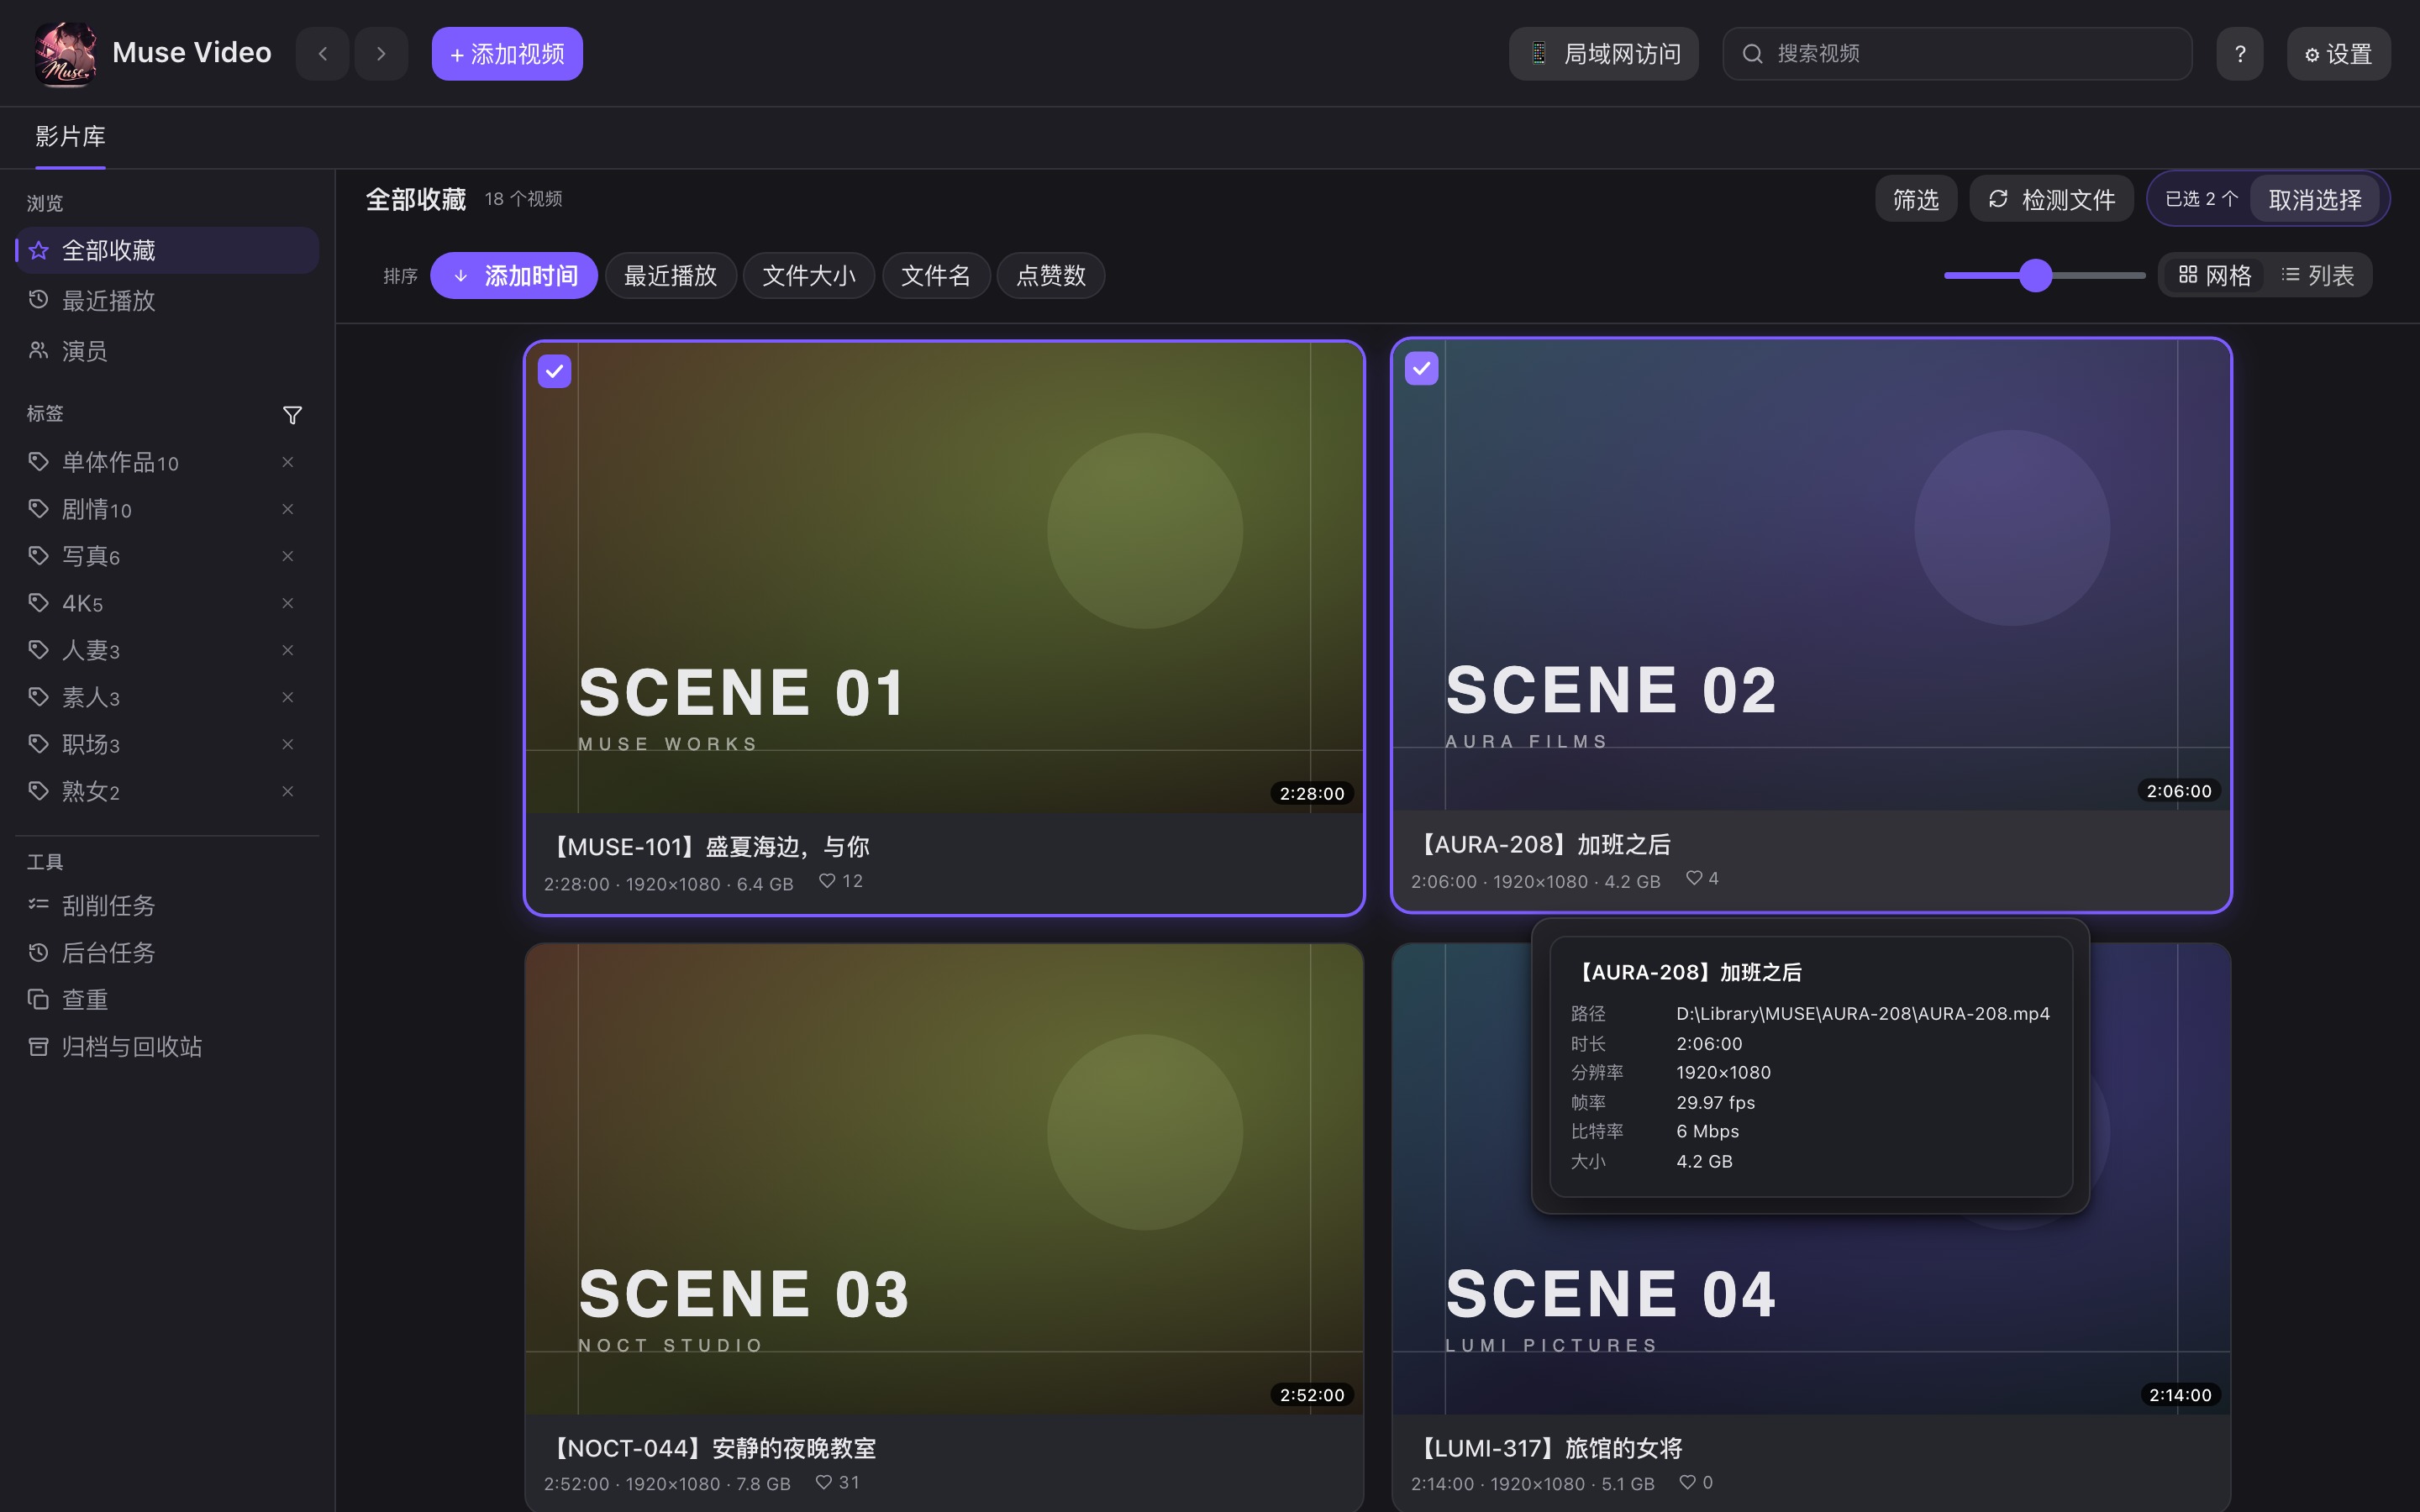 Muse
Muse Video
+ 添加视频
局域网访问
搜索视频
?
设置
影片库
浏览
全部收藏
最近播放
演员
标签
单体作品10
剧情10
写真6
4K5
人妻3
素人3
职场3
熟女2
工具
刮削任务
后台任务
查重
归档与回收站
全部收藏 18 个视频
筛选
检测文件
已选 2 个
取消选择
排序
添加时间
最近播放
文件大小
文件名
点赞数
网格
列表
SCENE 01
MUSE WORKS
2:28:00
【MUSE-101】盛夏海边，与你
2:28:00 · 1920×1080 · 6.4 GB 12
SCENE 02
AURA FILMS
2:06:00
【AURA-208】加班之后
2:06:00 · 1920×1080 · 4.2 GB 4
【AURA-208】加班之后
路径 D:\Library\MUSE\AURA-208\AURA-208.mp4
时长 2:06:00
分辨率 1920×1080
帧率 29.97 fps
比特率 6 Mbps
大小 4.2 GB
SCENE 03
NOCT STUDIO
2:52:00
【NOCT-044】安静的夜晚教室
2:52:00 · 1920×1080 · 7.8 GB 31
SCENE 04
LUMI PICTURES
2:14:00
【LUMI-317】旅馆的女将
2:14:00 · 1920×1080 · 5.1 GB 0